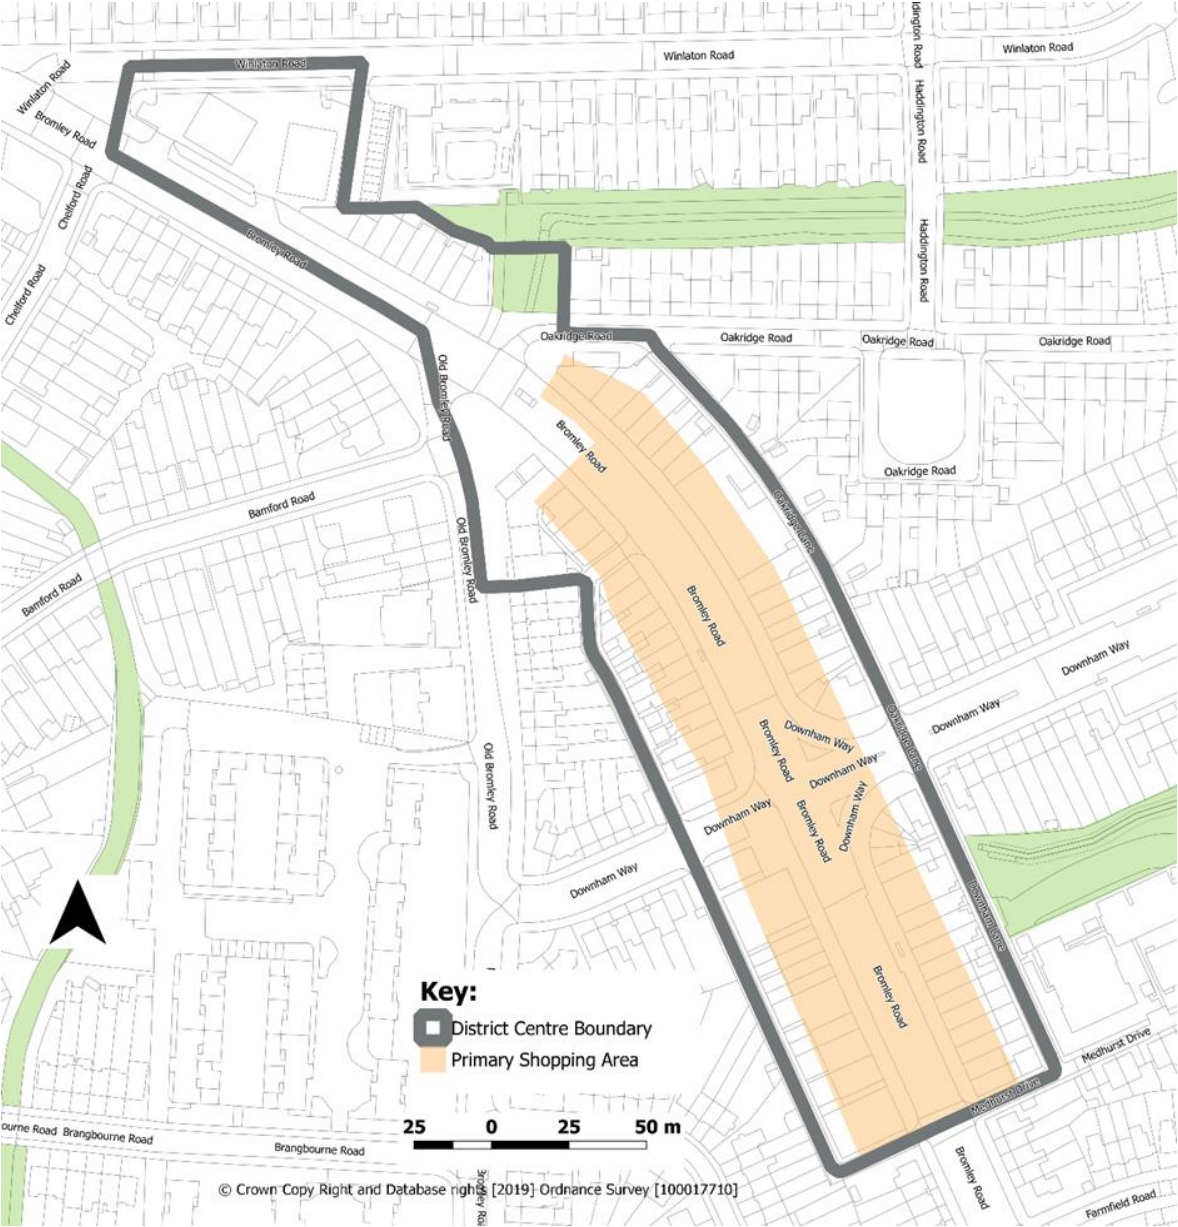 ldington Road
Winlaton Road
Winlaton Road
Winlaton Road
Winlaton Road
Haddington Road
Bromley Road
Chelford Road
Haddington Road
Bromley Road
Chelford Road
Oakridge Road
Oakridge Road
Oakridge Road
Oakridge Road
Old Bromley Road
Bromley Road
Oakridge Road
Bamford Road
Oakridge Lane
Old Bromley Road
Bamford Road
Bromley Road
Downham Way
Downham Way
Oakridge Lane
Downham Way
Bromley Road
Downham Way
Old Bromley Road
Downham Way
Bromley Road
Downham Way
Downham Way
Downham Lane
Bromley Road
Key:
District Centre Boundary
Primary Shopping Area
Medhurst Drive
Medhurst Drive
25 0 25 50 m
ourne Road
Brangbourne Road
Brangbourne Road
Bromley Road
Farmfield Road
© Crown Copy Right and Database rights [2019] Ordnance Survey [100017710]